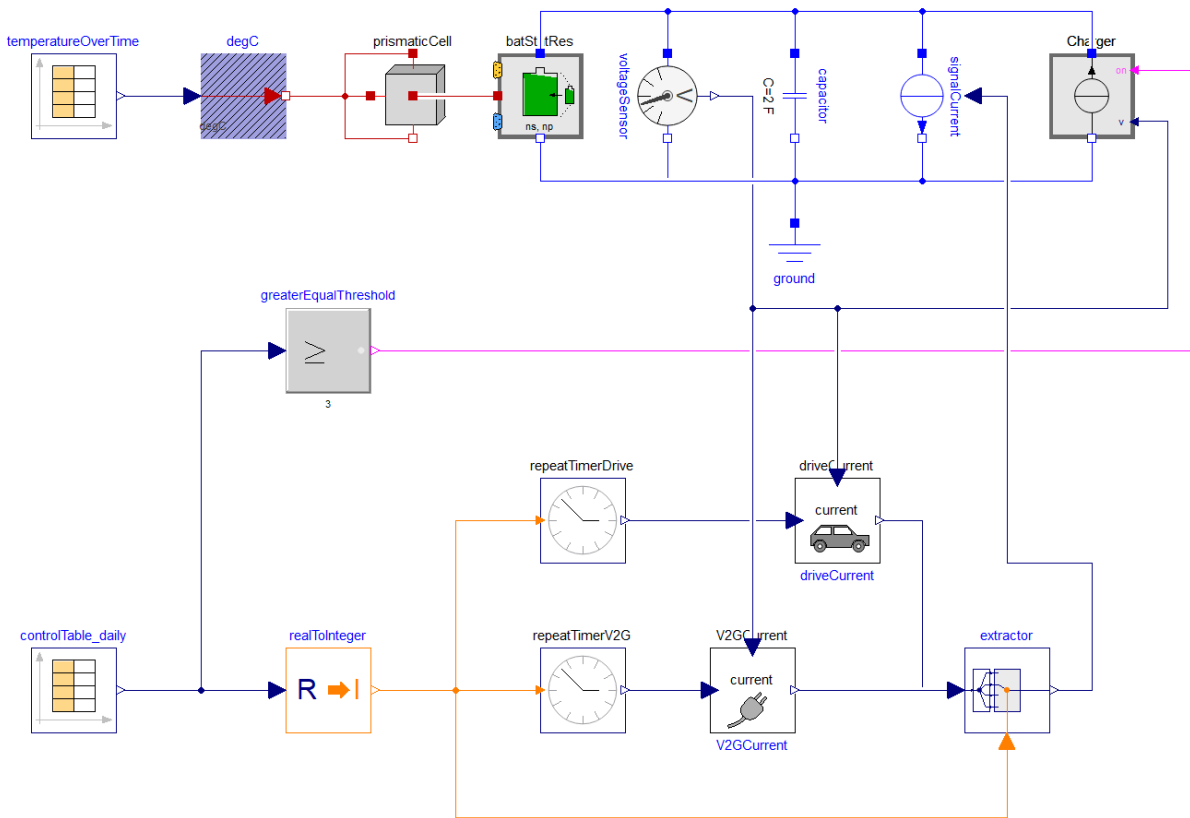 temperatureOverTime
degC
degC
prismaticCell
batStatRes
ns, np
voltageSensor
C=2 F
capacitor
signalCurrent
Charger
on
v
ground
greaterEqualThreshold
≥
3
repeatTimerDrive
driveCurrent
current
driveCurrent
controlTable_daily
realToInteger
R I
repeatTimerV2G
V2GCurrent
current
V2GCurrent
extractor